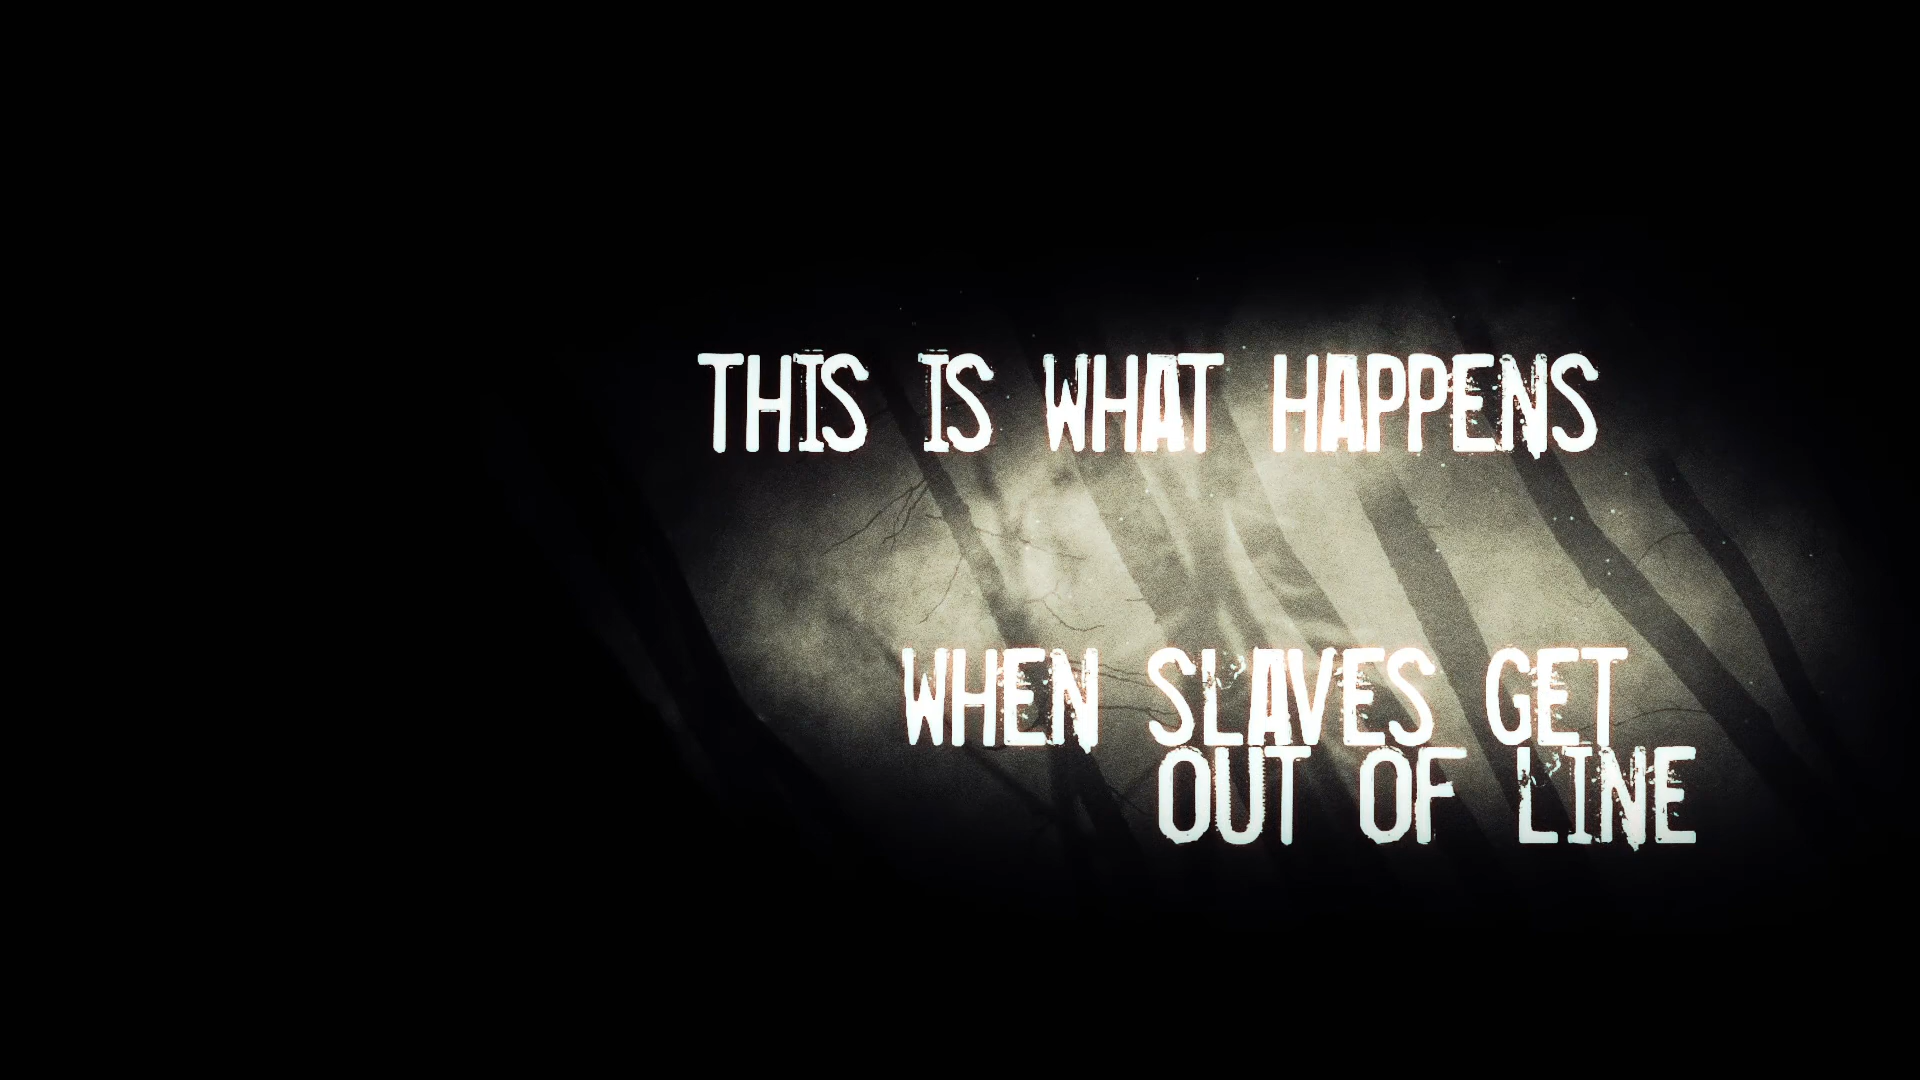 THIS IS WHAT HAPPENS
WHEN SLAVES GET
OUT OF LINE